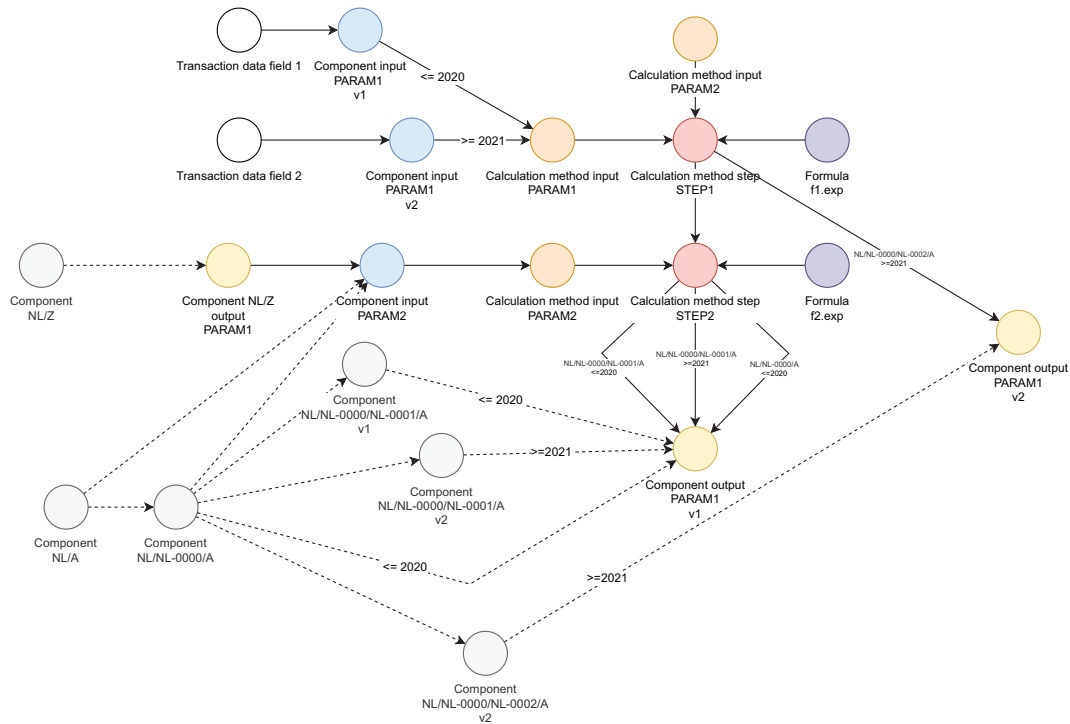 Transaction data field 1
Component input
PARAM1
v1
<= 2020
Calculation method input
PARAM2
Transaction data field 2
Component input
PARAM1
v2
>= 2021
Calculation method input
PARAM1
Calculation method step
STEP1
Formula
f1.exp
NL/NL-0000/NL-0002/A
>=2021
Component
NL/Z
Component NL/Z
output
PARAM1
Component input
PARAM2
Calculation method input
PARAM2
Calculation method step
STEP2
Formula
f2.exp
NL/NL-0000/NL-0001/A
<=2020
NL/NL-0000/NL-0001/A
>=2021
NL/NL-0000/A
<=2020
Component output
PARAM1
v2
Component
NL/NL-0000/NL-0001/A
v1
<= 2020
>=2021
Component
NL/NL-0000/NL-0001/A
v2
Component output
PARAM1
v1
Component
NL/A
Component
NL/NL-0000/A
<= 2020
>=2021
Component
NL/NL-0000/NL-0002/A
v2